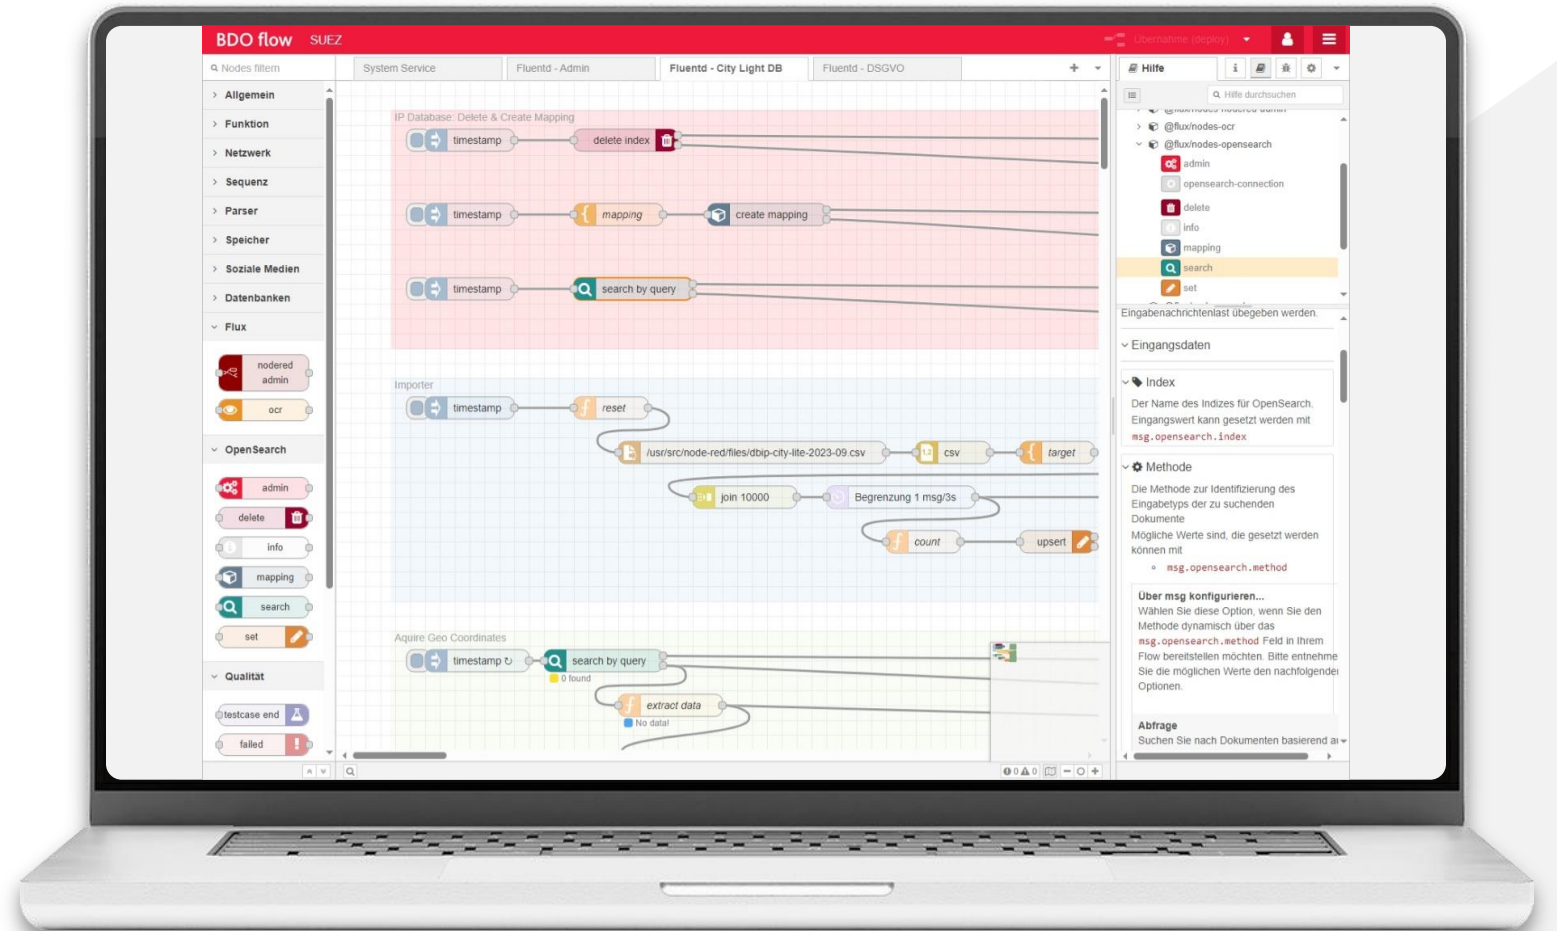 BDO flow SUEZ
Übernahme (deploy)
Nodes filtern
System Service
Fluentd - Admin
Fluentd - City Light DB
Fluentd - DSGVO
Hilfe
Allgemein
Funktion
Netzwerk
Sequenz
Parser
Speicher
Soziale Medien
Datenbanken
Flux
nodered
admin
ocr
OpenSearch
admin
delete
info
mapping
search
set
Qualität
testcase end
failed
IP Database: Delete & Create Mapping
timestamp
delete index
timestamp
mapping
create mapping
timestamp
search by query
Importer
timestamp
reset
/usr/src/node-red/files/dbip-city-lite-2023-09.csv
csv
target
join 10000
Begrenzung 1 msg/3s
count
upsert
Aquire Geo Coordinates
timestamp ↻
search by query
0 found
extract data
No data!
0 0
Hilfe durchsuchen
@flux/nodes-nodered-admin
@flux/nodes-ocr
@flux/nodes-opensearch
admin
opensearch-connection
delete
info
mapping
search
set
Eingabenachrichtenlast übegeben werden.
Eingangsdaten
Index
Der Name des Indizes für OpenSearch.
Eingangswert kann gesetzt werden mit
msg.opensearch.index
Methode
Die Methode zur Identifizierung des
Eingabetyps der zu suchenden
Dokumente
Mögliche Werte sind, die gesetzt werden
können mit
msg.opensearch.method
Über msg konfigurieren...
Wählen Sie diese Option, wenn Sie den
Methode dynamisch über das
msg.opensearch.method Feld in Ihrem
Flow bereitstellen möchten. Bitte entnehme
Sie die möglichen Werte den nachfolgenden
Optionen.
Abfrage
Suchen Sie nach Dokumenten basierend